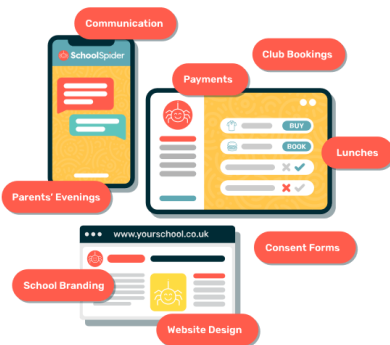 Communication
Club Bookings
SchoolSpider
Payments
BUY
BOOK
Lunches
Parents' Evenings
www.yourschool.co.uk
Consent Forms
School Branding
Website Design